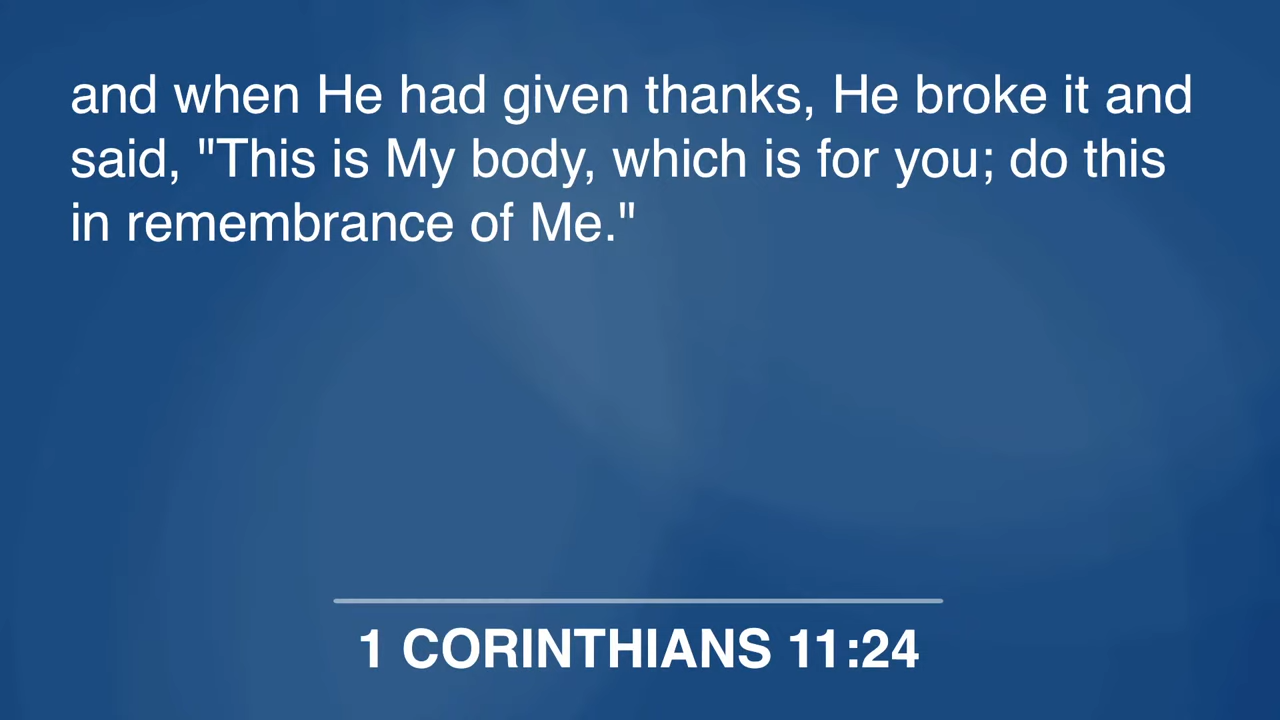 and when He had given thanks, He broke it and
said, "This is My body, which is for you; do this
in remembrance of Me."
1 CORINTHIANS 11:24